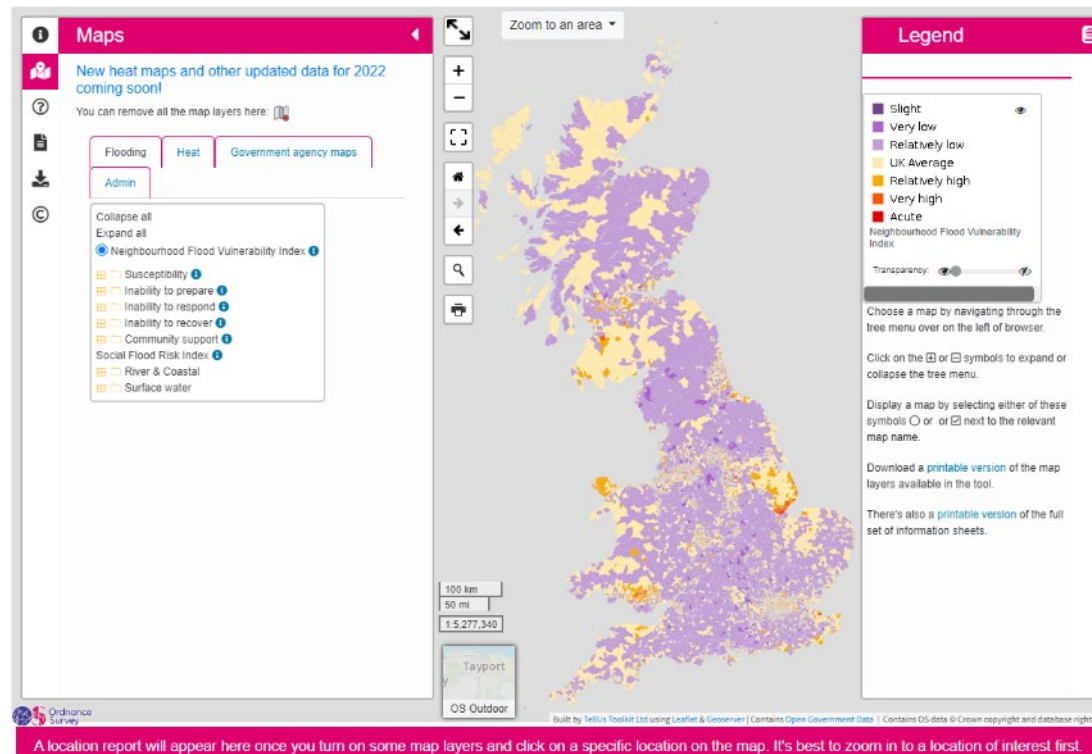 Maps
New heat maps and other updated data for 2022
coming soon!
You can remove all the map layers here:
Flooding
Heat
Government agency maps
Admin
Collapse all
Expand all
Neighbourhood Flood Vulnerability Index
Susceptibility
Inability to prepare
Inability to respond
Inability to recover
Community support
Social Flood Risk Index
River & Coastal
Surface water
Zoom to an area
100 km
50 mi
1:5,277,340
Tayport
y
OS Outdoor
Legend
Slight
Very low
Relatively low
UK Average
Relatively high
Very high
Acute
Neighbourhood Flood Vulnerability
Index
Transparency:
Choose a map by navigating through the
tree menu over on the left of browser.
Click on the ⊞ or ⊟ symbols to expand or
collapse the tree menu.
Display a map by selecting either of these
symbols ○ or or ☑ next to the relevant
map name.
Download a printable version of the map
layers available in the tool.
There's also a printable version of the full
set of information sheets.
Ordnance
Survey
Built by TellUs Toolkit Ltd using Leaflet & Geoserver | Contains Open Government Data | Contains OS data © Crown copyright and database right
A location report will appear here once you turn on some map layers and click on a specific location on the map. It's best to zoom in to a location of interest first.